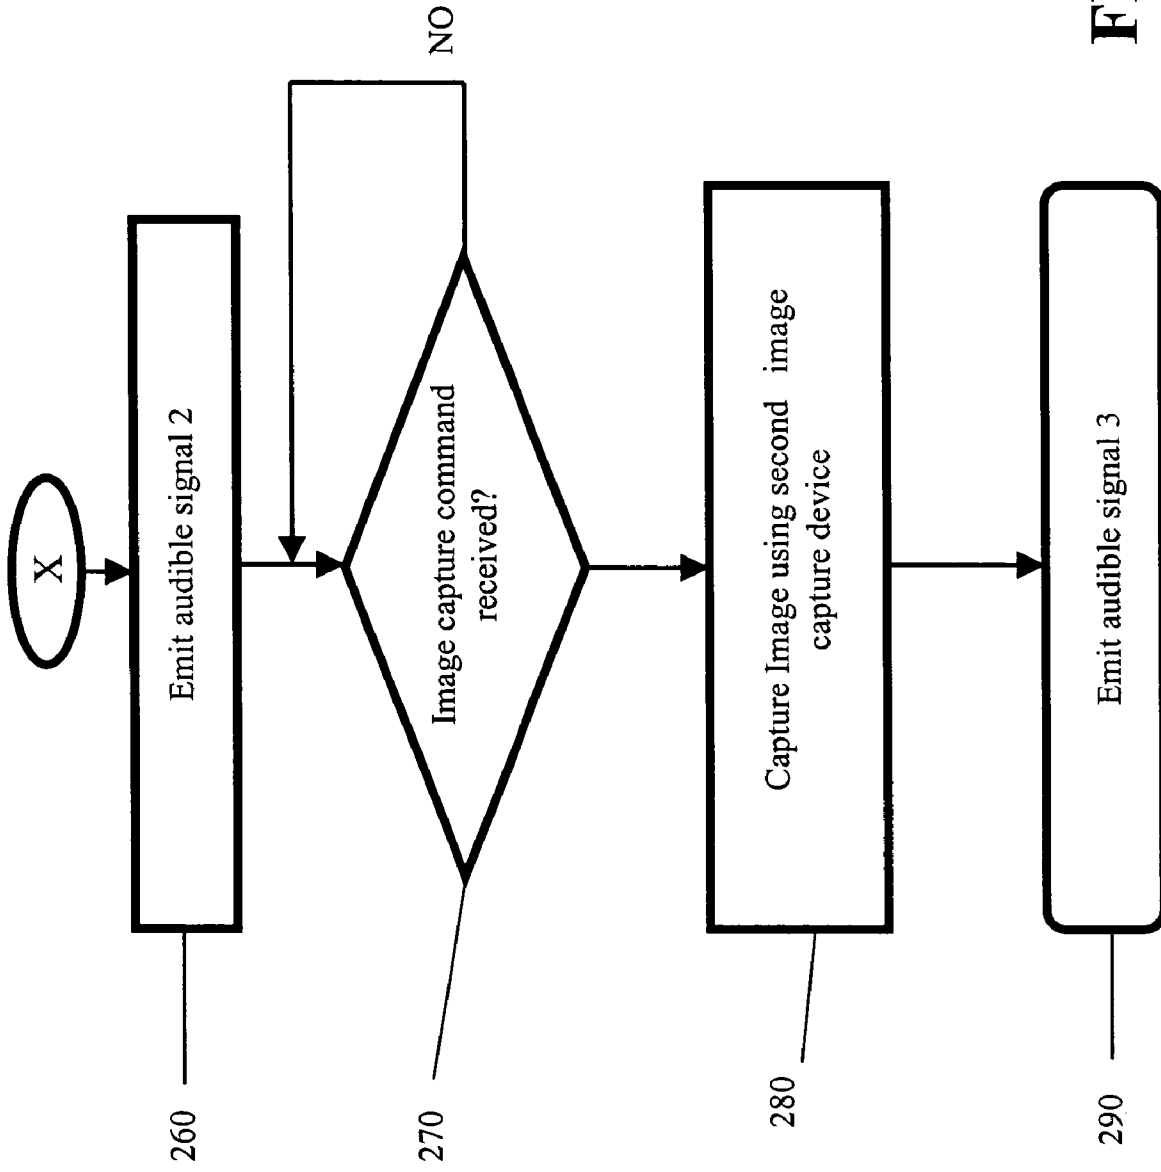 X
260
Emit audible signal 2
270
Image capture command
received?
NO
280
Capture Image using second image
capture device
290
Emit audible signal 3